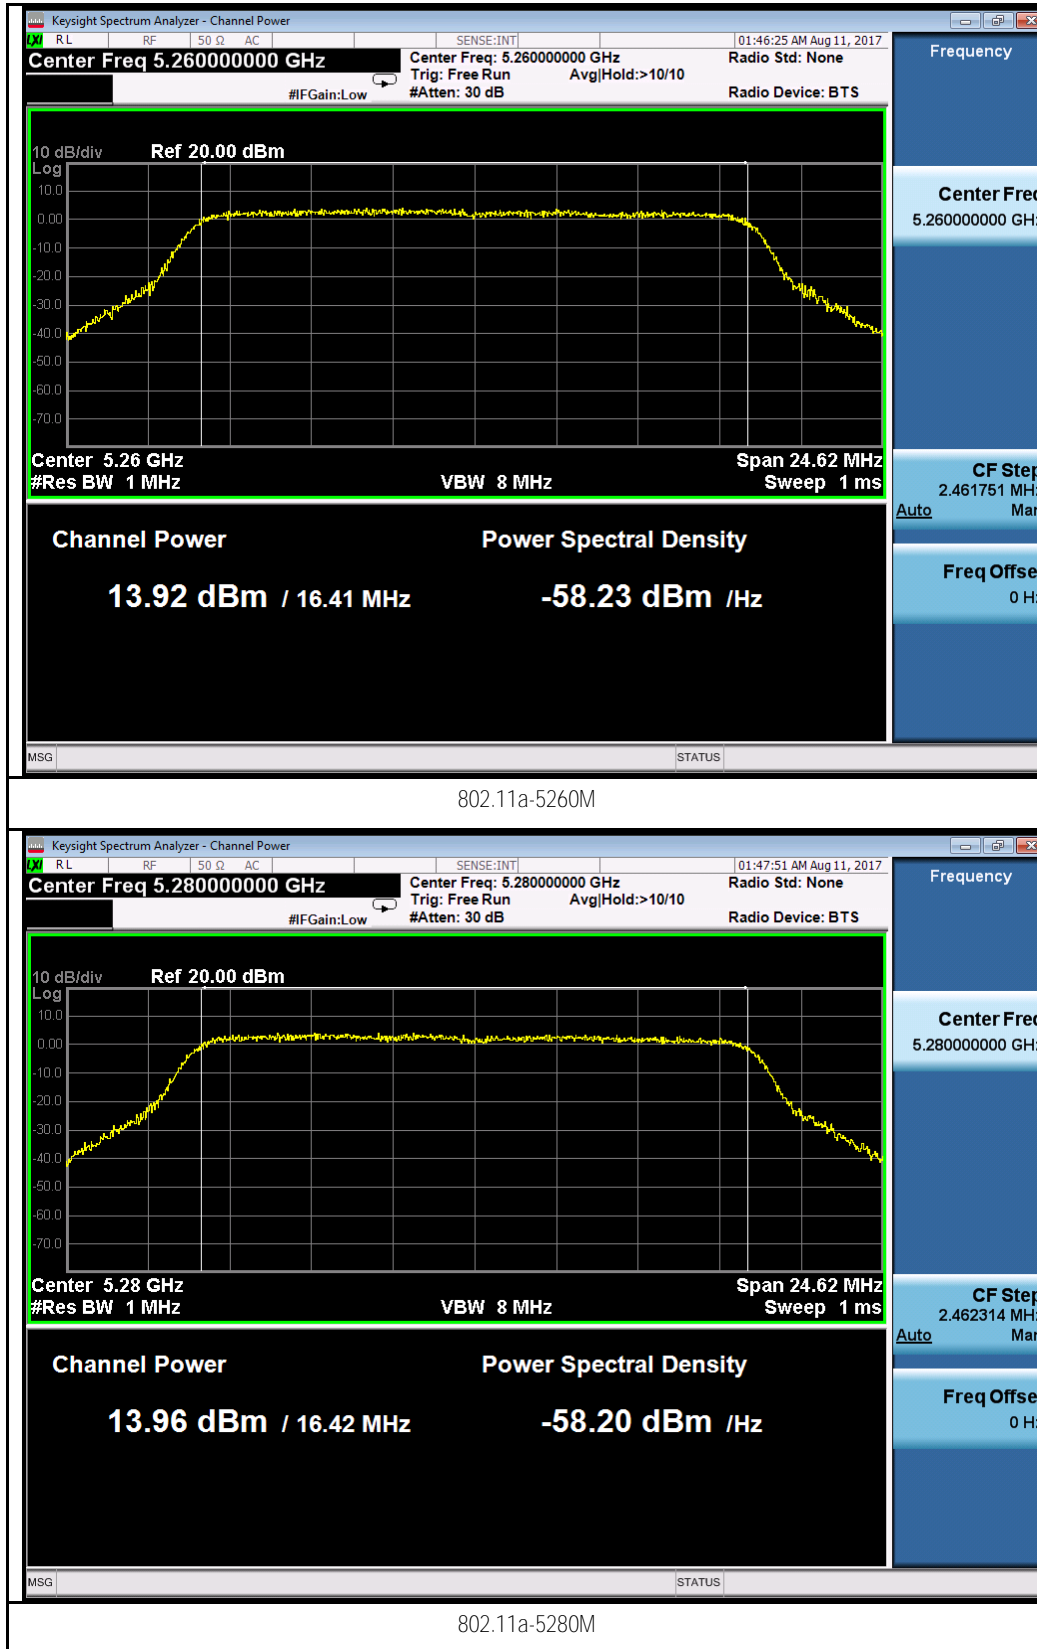 Keysight Spectrum Analyzer - Channel Power
LXI RL RF 50 Ω AC SENSE:INT 01:46:25 AM Aug 11, 2017
Center Freq 5.260000000 GHz
Center Freq: 5.260000000 GHz
Radio Std: None
Trig: Free Run Avg|Hold:>10/10
#IFGain:Low #Atten: 30 dB Radio Device: BTS
10 dB/div Ref 20.00 dBm
Log
10.0
0.00
-10.0
-20.0
-30.0
-40.0
-50.0
-60.0
-70.0
Center 5.26 GHz Span 24.62 MHz
#Res BW 1 MHz VBW 8 MHz Sweep 1 ms
Channel Power Power Spectral Density
13.92 dBm / 16.41 MHz -58.23 dBm /Hz
MSG STATUS
Frequency
Center Freq
5.260000000 GHz
CF Step
2.461751 MHz
Auto Man
Freq Offse
0 Hz
802.11a-5260M
Keysight Spectrum Analyzer - Channel Power
LXI RL RF 50 Ω AC SENSE:INT 01:47:51 AM Aug 11, 2017
Center Freq 5.280000000 GHz
Center Freq: 5.280000000 GHz
Radio Std: None
Trig: Free Run Avg|Hold:>10/10
#IFGain:Low #Atten: 30 dB Radio Device: BTS
10 dB/div Ref 20.00 dBm
Log
10.0
0.00
-10.0
-20.0
-30.0
-40.0
-50.0
-60.0
-70.0
Center 5.28 GHz Span 24.62 MHz
#Res BW 1 MHz VBW 8 MHz Sweep 1 ms
Channel Power Power Spectral Density
13.96 dBm / 16.42 MHz -58.20 dBm /Hz
MSG STATUS
Frequency
Center Freq
5.280000000 GHz
CF Step
2.462314 MHz
Auto Man
Freq Offse
0 Hz
802.11a-5280M